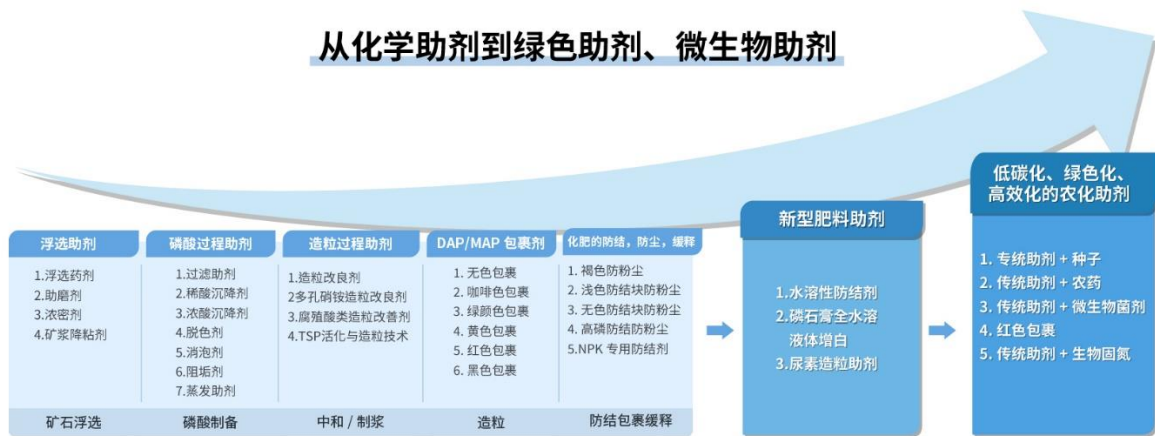 从化学助剂到绿色助剂、微生物助剂
浮选助剂
1.浮选药剂
2.助磨剂
3.浓密剂
4.矿浆降粘剂
矿石浮选
磷酸过程助剂
1.过滤助剂
2.稀酸沉降剂
3.浓酸沉降剂
4.脱色剂
5.消泡剂
6.阻垢剂
7.蒸发助剂
磷酸制备
造粒过程助剂
1.造粒改良剂
2多孔硝铵造粒改良剂
3.腐殖酸类造粒改善剂
4.TSP活化与造粒技术
中和 / 制浆
DAP/MAP 包裹剂
1. 无色包裹
2. 咖啡色包裹
3. 绿颜色包裹
4. 黄色包裹
5. 红色包裹
6. 黑色包裹
造粒
化肥的防结，防尘，缓释
1. 褐色防粉尘
2. 浅色防结块防粉尘
3. 无色防结块防粉尘
4. 高磷防结防粉尘
5.NPK 专用防结剂
防结包裹缓释
新型肥料助剂
1.水溶性防结剂
2.磷石膏全水溶
液体增白
3.尿素造粒助剂
低碳化、绿色化、
高效化的农化助剂
1. 专统助剂 + 种子
2. 传统助剂 + 农药
3. 传统助剂 + 微生物菌剂
4. 红色包裹
5. 传统助剂 + 生物固氮